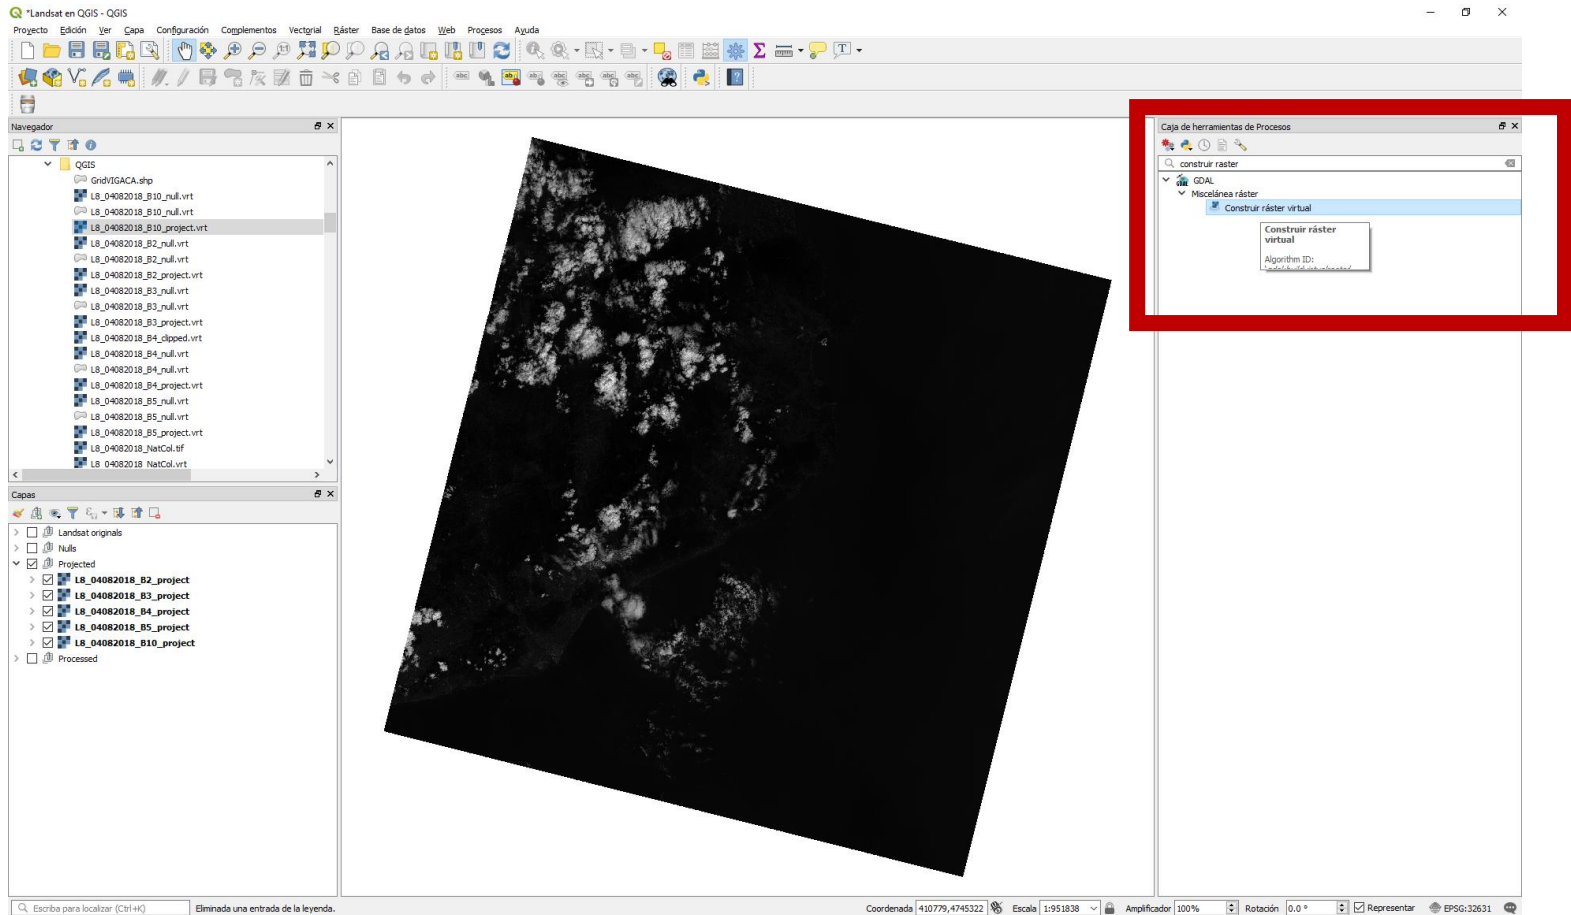 *Landsat en QGIS - QGIS
Proyecto Edición Ver Capa Configuración Complementos Vectorial Ráster Base de datos Web Procesos Ayuda
Navegador
QGIS
GridVIGACA.shp
L8_04082018_B10_null.vrt
L8_04082018_B10_null.vrt
L8_04082018_B10_project.vrt
L8_04082018_B2_null.vrt
L8_04082018_B2_null.vrt
L8_04082018_B2_project.vrt
L8_04082018_B3_null.vrt
L8_04082018_B3_null.vrt
L8_04082018_B3_project.vrt
L8_04082018_B4_clipped.vrt
L8_04082018_B4_null.vrt
L8_04082018_B4_null.vrt
L8_04082018_B4_project.vrt
L8_04082018_B5_null.vrt
L8_04082018_B5_null.vrt
L8_04082018_B5_project.vrt
L8_04082018_NatCol.tif
L8_04082018_NatCol.vrt
Capas
Landsat originals
Nulls
Projected
L8_04082018_B2_project
L8_04082018_B3_project
L8_04082018_B4_project
L8_04082018_B5_project
L8_04082018_B10_project
Processed
Caja de herramientas de Procesos
construir raster
GDAL
Miscelánea ráster
Construir ráster virtual
Construir ráster
virtual
Algorithm ID:
Escriba para localizar (Ctrl+K) Eliminada una entrada de la leyenda. Coordenada 410779,4745322 Escala 1:951838 Amplificador 100% Rotación 0.0 ° Representar EPSG:32631